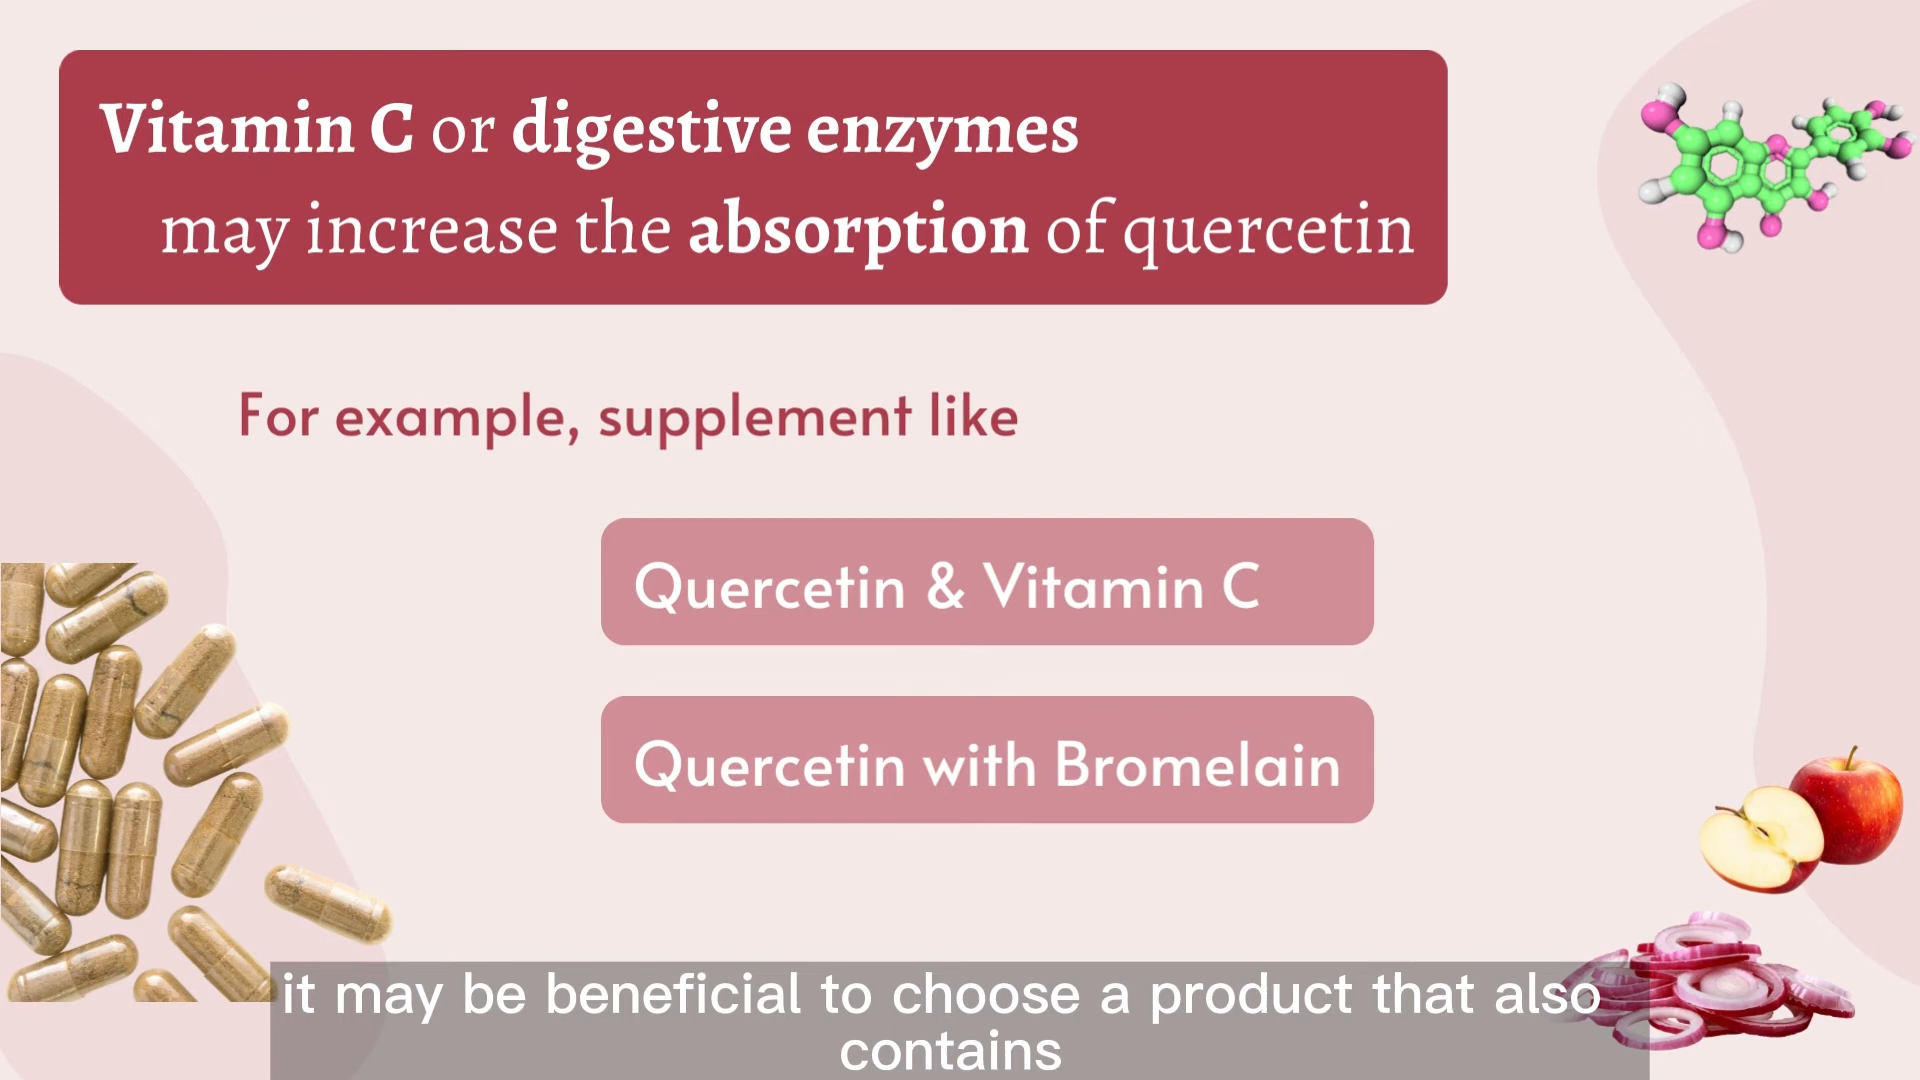 Vitamin C or digestive enzymes
may increase the absorption of quercetin
For example, supplement like
Quercetin & Vitamin C
Quercetin with Bromelain
it may be beneficial to choose a product that also
contains